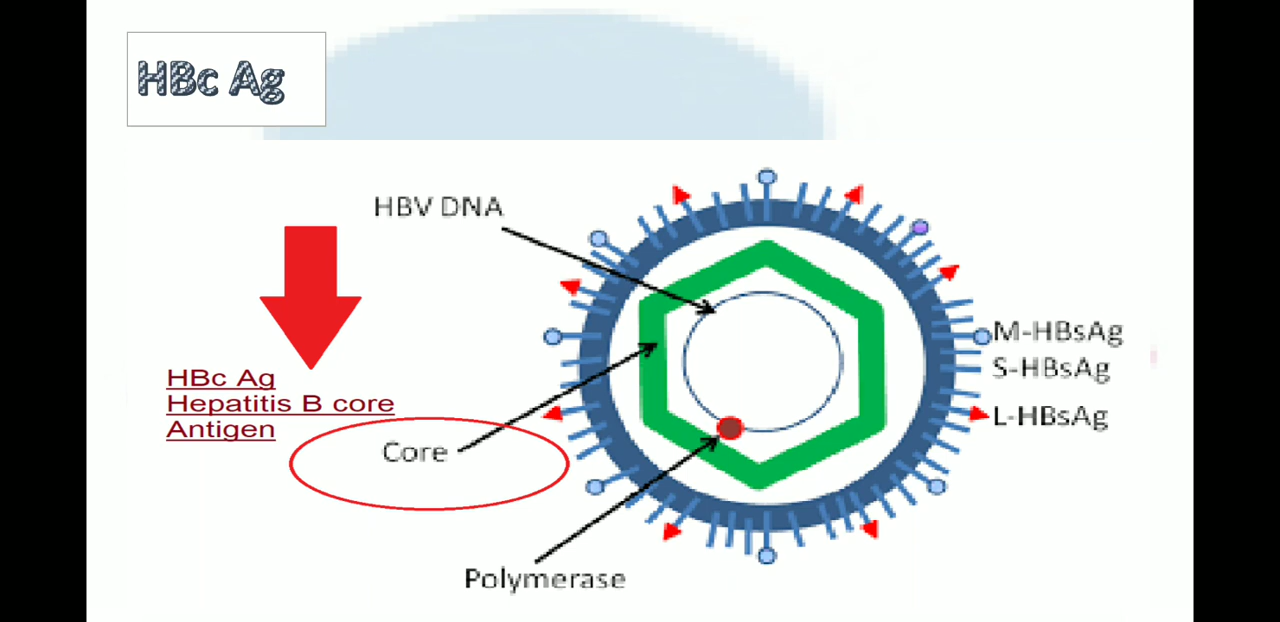 HBc Ag
HBV DNA
HBc Ag
Hepatitis B core
Antigen
Core
Polymerase
M-HBsAg
S-HBsAg
L-HBsAg